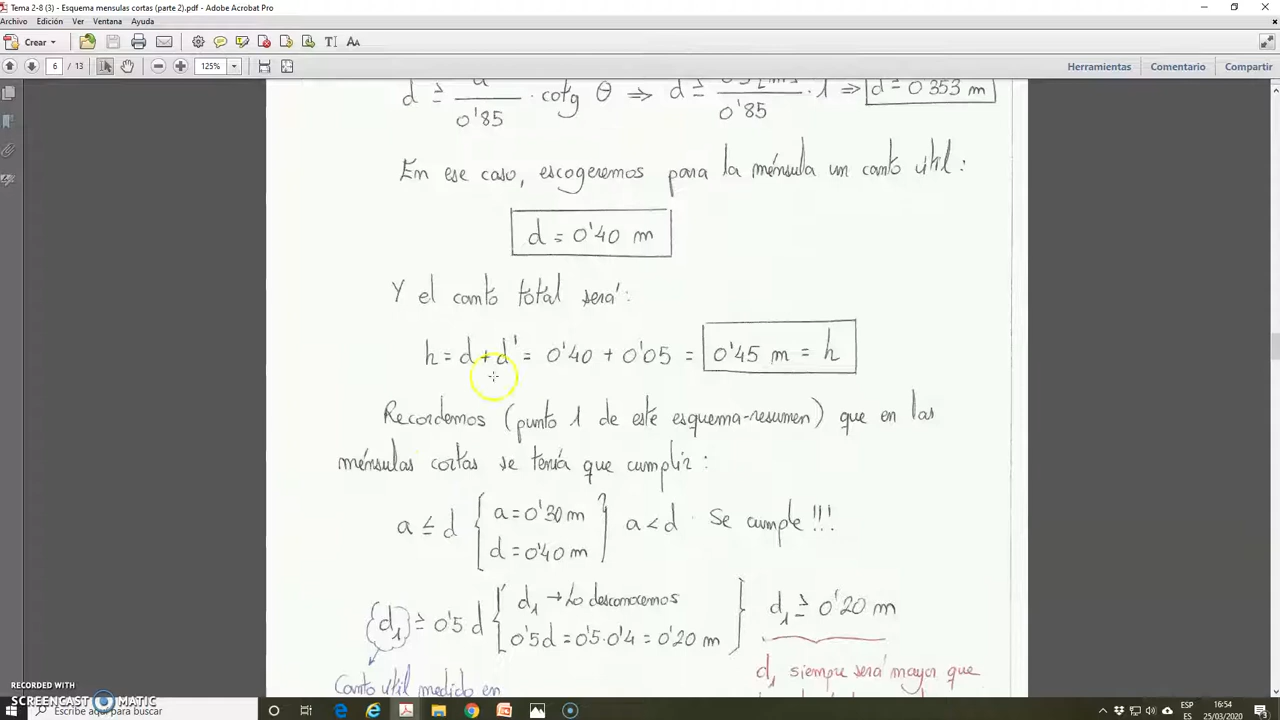 Tema 2-8 (3) - Esquema mensulas cortas (parte 2).pdf - Adobe Acrobat Pro
Archivo Edición Ver Ventana Ayuda
Crear
6 / 13 125% Herramientas Comentario Compartir
d ≥ a/0'85 · cotg θ ⇒ d ≥ /0'85 · 1 ⇒ d ≥ 0'353 m
En ese caso, escogeremos para la ménsula un canto útil:
d = 0'40 m
Y el canto total será:
h = d + d' = 0'40 + 0'05 = 0'45 m = h
Recordemos (punto 1 de este esquema-resumen) que en las
ménsulas cortas se tenía que cumplir:
a ≤ d { a = 0'30 m
d = 0'40 m } a < d . Se cumple !!!
{d₁} ≥ 0'5 d { d₁ → Lo desconocemos
0'5d = 0'5·0'4 = 0'20 m } d₁ ≥ 0'20 m
d₁ siempre será mayor que
Canto útil medido en
RECORDED WITH
SCREENCAST MATIC
Escribe aquí para buscar
ESP 16:54
ES 25/03/2020